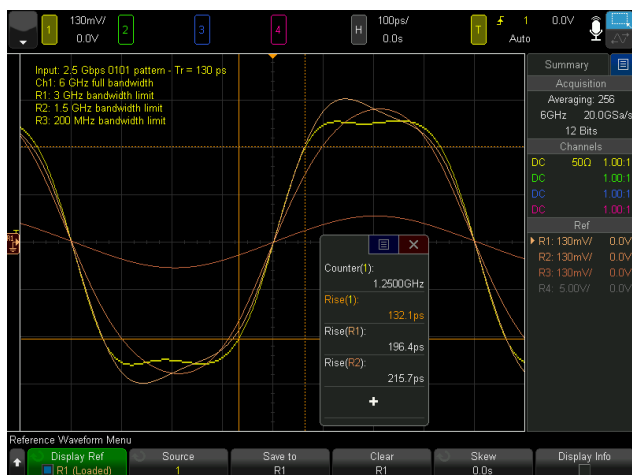 1
130mV/
0.0V
2
3
4
H
100ps/
0.0s
T
1
0.0V
Auto
Input: 2.5 Gbps 0101 pattern - Tr = 130 ps
Ch1: 6 GHz full bandwidth
R1: 3 GHz bandwidth limit
R2: 1.5 GHz bandwidth limit
R3: 200 MHz bandwidth limit
Summary
Acquisition
Averaging: 256
6GHz 20.0GSa/s
12 Bits
Channels
DC 50Ω 1.00:1
DC 1.00:1
DC 1.00:1
DC 1.00:1
Ref
R1: 130mV/ 0.0V
R2: 130mV/ 0.0V
R3: 130mV/ 0.0V
R4: 5.00V/ 0.0V
R1
Counter(1):
1.2500GHz
Rise(1):
132.1ps
Rise(R1):
196.4ps
Rise(R2):
215.7ps
Reference Waveform Menu
Display Ref
R1 (Loaded)
Source
1
Save to
R1
Clear
R1
Skew
0.0s
Display Info